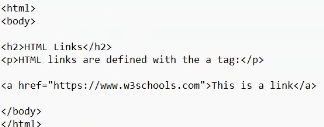 <html>
<body>
<h2>HTML Links</h2>
<p>HTML links are defined with the a tag:</p>
<a href="https://www.w3schools.com">This is a link</a>
</body>
</html>